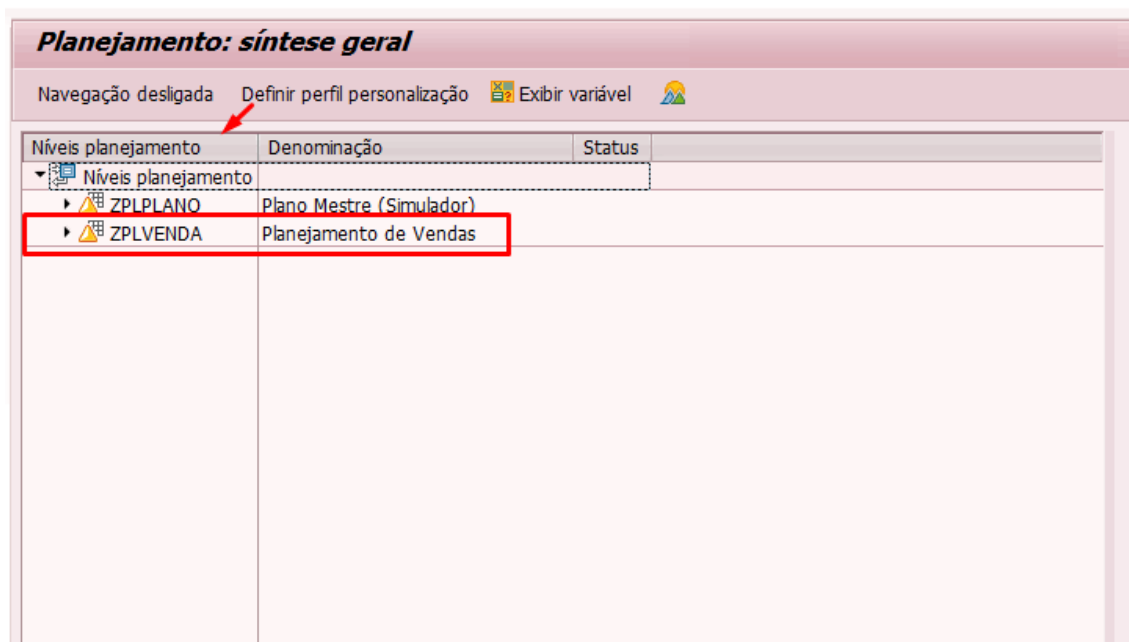 Planejamento: síntese geral
Navegação desligada Definir perfil personalização Exibir variável
Níveis planejamento Denominação Status
Níveis planejamento
ZPLPLANO Plano Mestre (Simulador)
ZPLVENDA Planejamento de Vendas